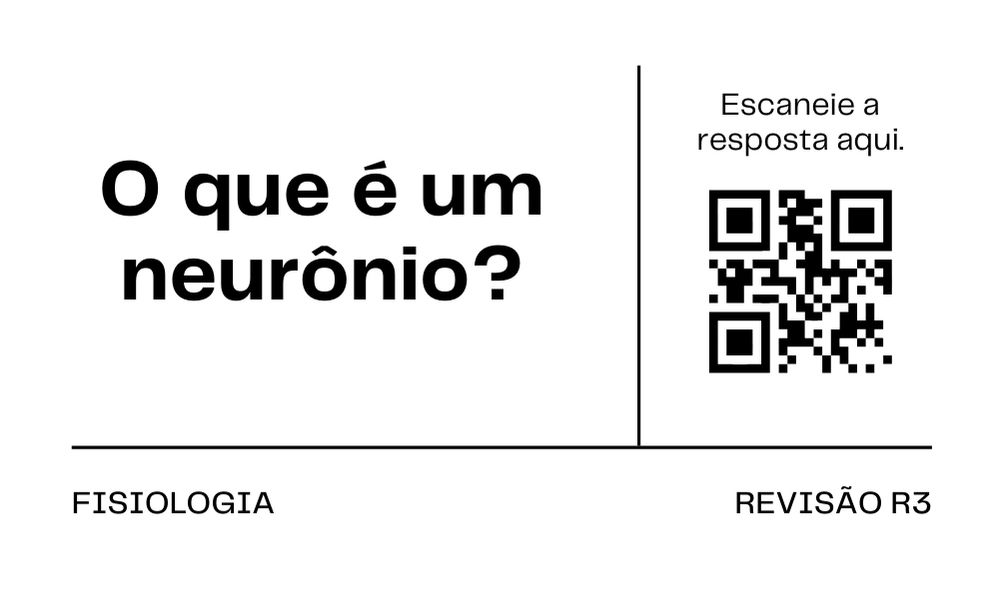 O que é um
neurônio?
Escaneie a
resposta aqui.
FISIOLOGIA
REVISÃO R3